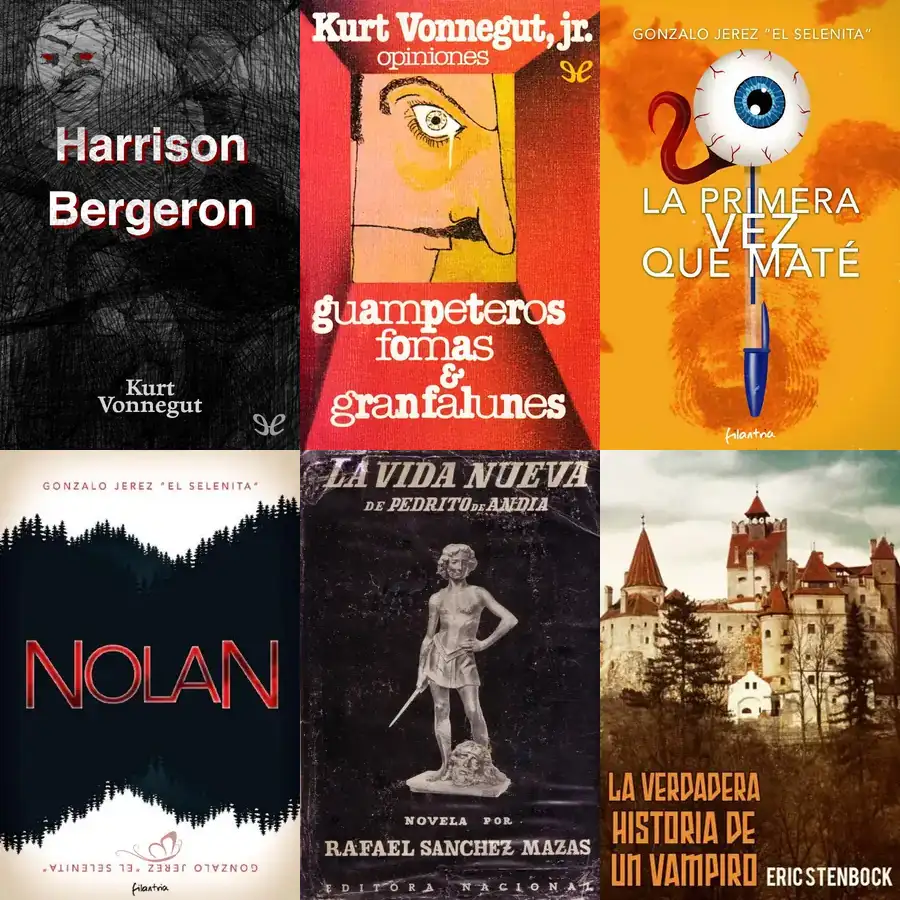 Harrison
Bergeron
Kurt
Vonnegut
Kurt Vonnegut, jr.
opiniones
guampeteros
fomas
&
granfalunes
GONZALO JEREZ "EL SELENITA"
LA PRIMERA
VEZ
QUE MATÉ
filantria
GONZALO JEREZ "EL SELENITA"
NOLAN
GONZALO JEREZ "EL SELENITA"
filantria
LA VIDA NUEVA
DE PEDRITO DE ANDIA
NOVELA POR
RAFAEL SANCHEZ MAZAS
EDITORA NACIONAL
LA VERDADERA
HISTORIA DE
UN VAMPIRO
ERIC STENBOCK